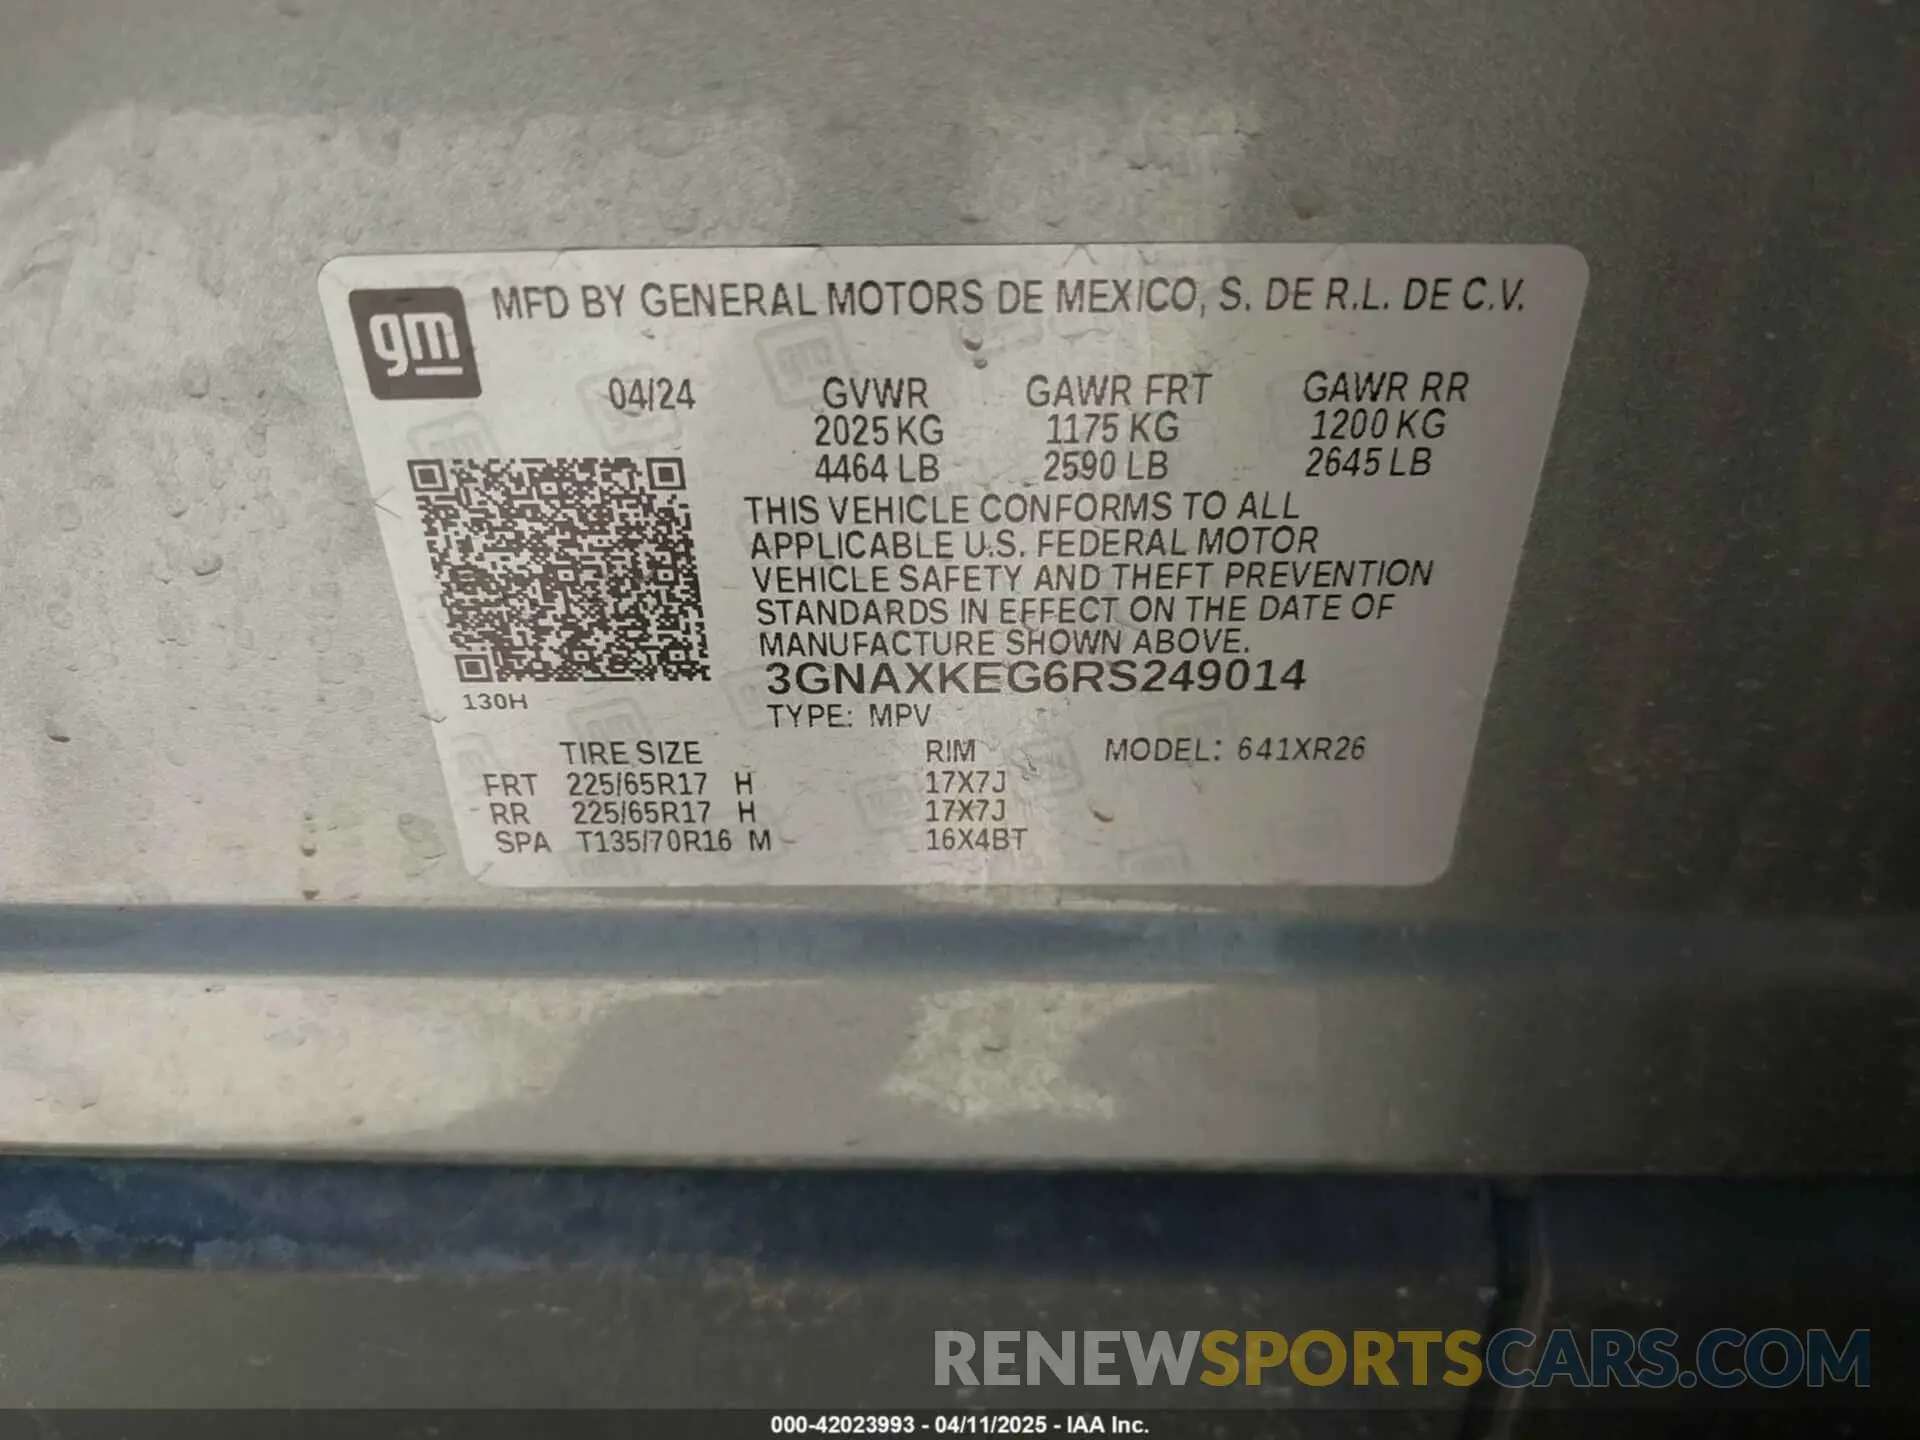 gm
MFD BY GENERAL MOTORS DE MEXICO, S. DE R.L. DE C.V.
04/24 GVWR GAWR FRT GAWR RR
2025 KG 1175 KG 1200 KG
4464 LB 2590 LB 2645 LB
THIS VEHICLE CONFORMS TO ALL
APPLICABLE U.S. FEDERAL MOTOR
VEHICLE SAFETY AND THEFT PREVENTION
STANDARDS IN EFFECT ON THE DATE OF
MANUFACTURE SHOWN ABOVE.
3GNAXKEG6RS249014
130H
TYPE: MPV
TIRE SIZE RIM MODEL: 641XR26
FRT 225/65R17 H 17X7J
RR 225/65R17 H 17X7J
SPA T135/70R16 M 16X4BT
RENEWSPORTSCARS.COM
000-42023993 - 04/11/2025 - IAA Inc.